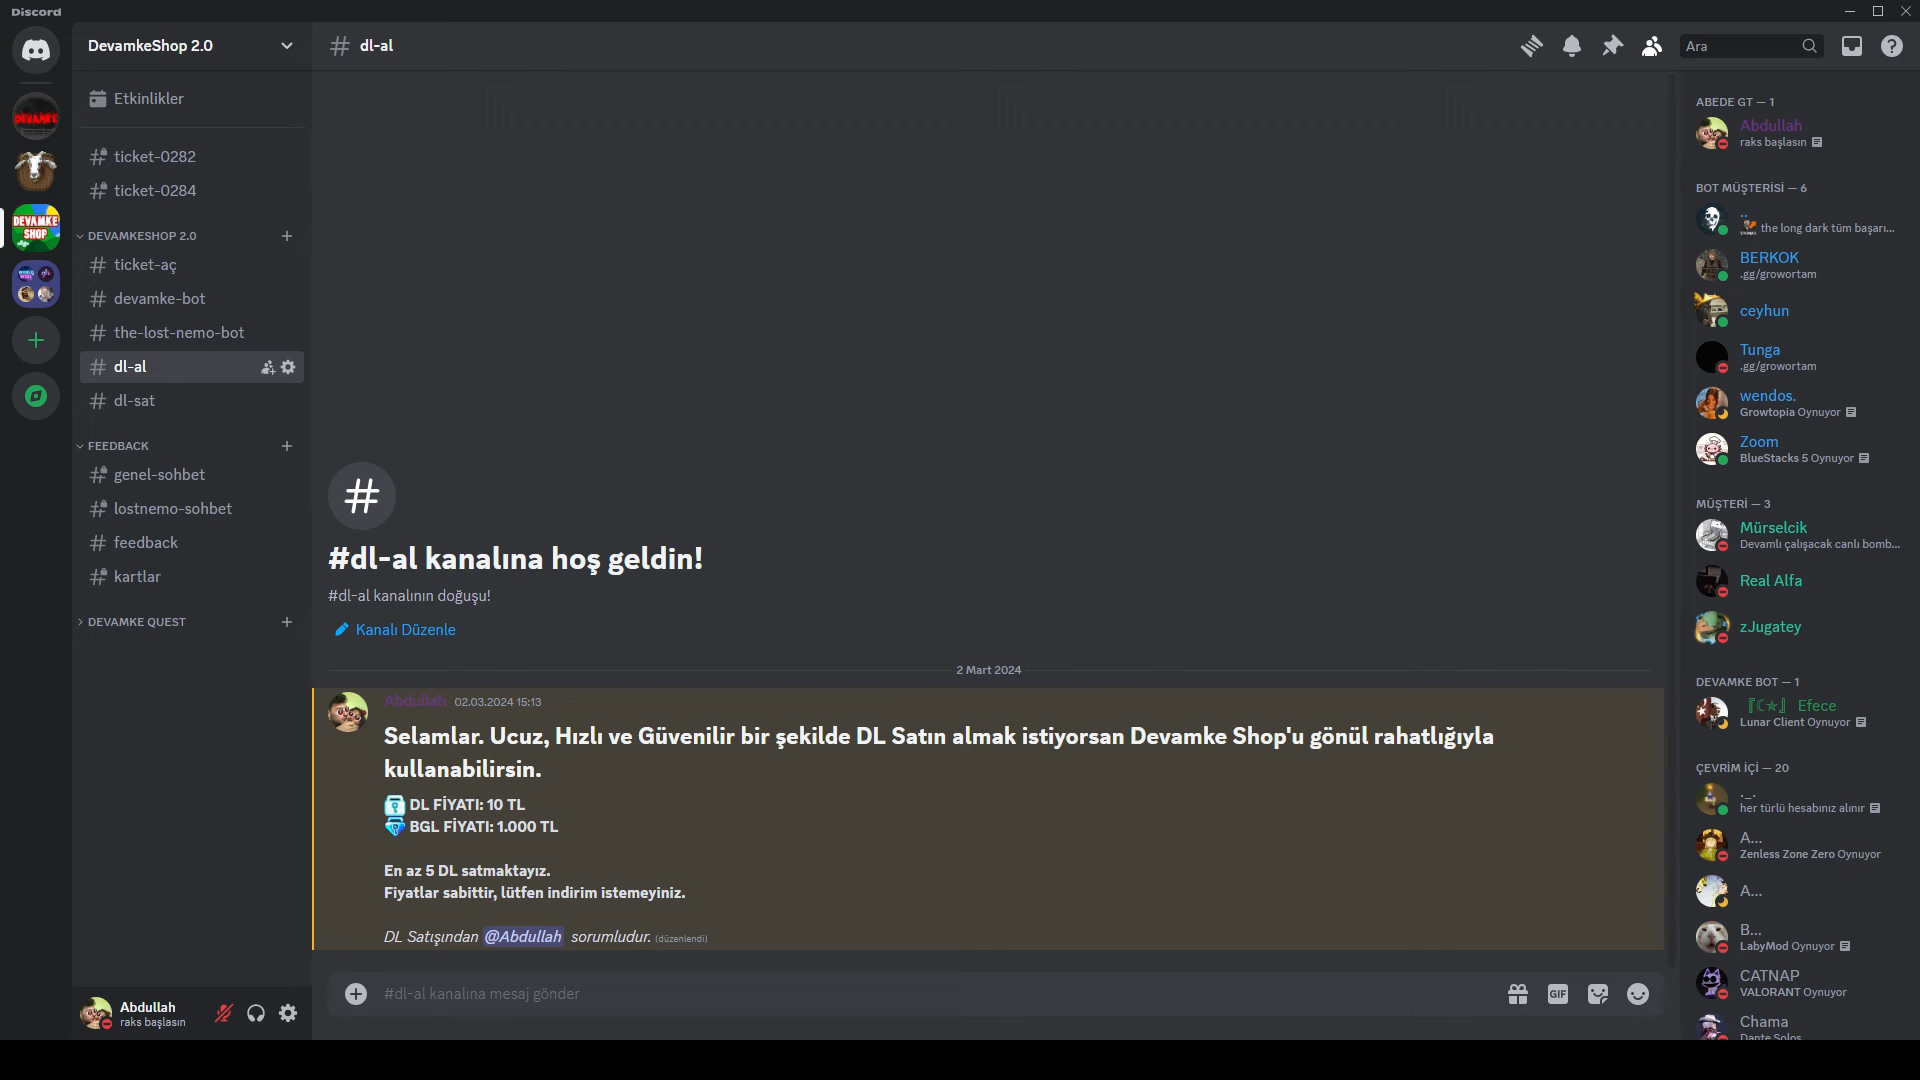 Discord
DevamkeShop 2.0
Etkinlikler
ticket-0282
ticket-0284
DEVAMKESHOP 2.0
ticket-aç
devamke-bot
the-lost-nemo-bot
dl-al
dl-sat
FEEDBACK
genel-sohbet
lostnemo-sohbet
feedback
kartlar
DEVAMKE QUEST
Abdullah
raks başlasın
DEVAMKE
DEVAMKE
SHOP
dl-al
Ara
#dl-al kanalına hoş geldin!
#dl-al kanalının doğuşu!
Kanalı Düzenle
2 Mart 2024
Abdullah 02.03.2024 15:13
Selamlar. Ucuz, Hızlı ve Güvenilir bir şekilde DL Satın almak istiyorsan Devamke Shop'u gönül rahatlığıyla
kullanabilirsin.
DL FİYATI: 10 TL
BGL FİYATI: 1.000 TL
En az 5 DL satmaktayız.
Fiyatlar sabittir, lütfen indirim istemeyiniz.
DL Satışından @Abdullah sorumludur. (düzenlendi)
#dl-al kanalına mesaj gönder
GIF
ABEDE GT — 1
Abdullah
raks başlasın
BOT MÜŞTERİSİ — 6
..
the long dark tüm başarı...
BERKOK
.gg/growortam
ceyhun
Tunga
.gg/growortam
wendos.
Growtopia Oynuyor
Zoom
BlueStacks 5 Oynuyor
MÜŞTERİ — 3
Mürselcik
Devamlı çalışacak canlı bomb...
Real Alfa
zJugatey
DEVAMKE BOT — 1
『☾✯』 Efece
Lunar Client Oynuyor
ÇEVRİM İÇİ — 20
._.
her türlü hesabınız alınır
A...
Zenless Zone Zero Oynuyor
A...
B...
LabyMod Oynuyor
CATNAP
VALORANT Oynuyor
Chama
Dante Solos